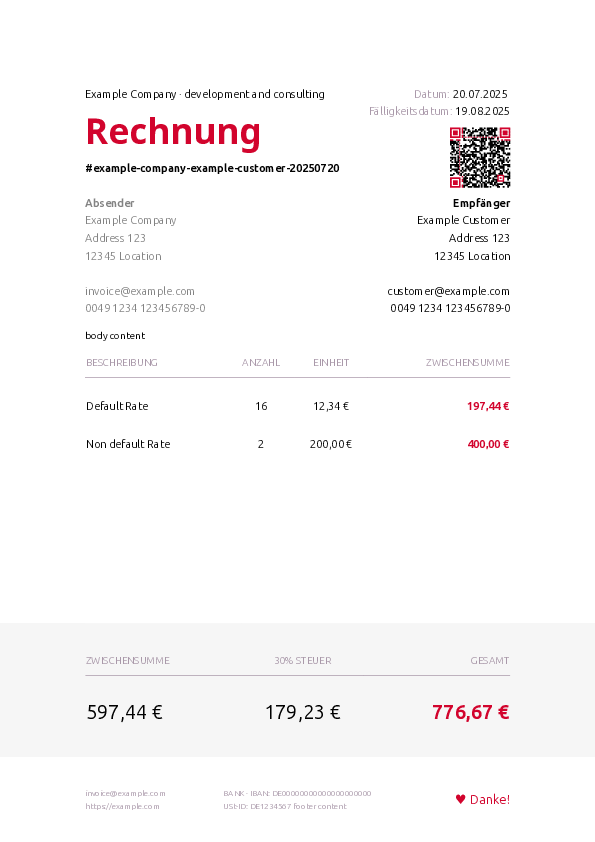 Example Company · development and consulting
Datum: 20.07.2025
Fälligkeitsdatum: 19.08.2025
Rechnung
#example-company-example-customer-20250720
Absender
Empfänger
Example Company
Example Customer
Address 123
Address 123
12345 Location
12345 Location
invoice@example.com
customer@example.com
0049 1234 123456789-0
0049 1234 123456789-0
body content
BESCHREIBUNG ANZAHL EINHEIT ZWISCHENSUMME
Default Rate 16 12,34 € 197,44 €
Non default Rate 2 200,00 € 400,00 €
ZWISCHENSUMME 30% STEUER GESAMT
597,44 € 179,23 € 776,67 €
invoice@example.com
BANK · IBAN: DE00000000000000000000
https://example.com
USt-ID: DE1234567 footer content
♥ Danke!